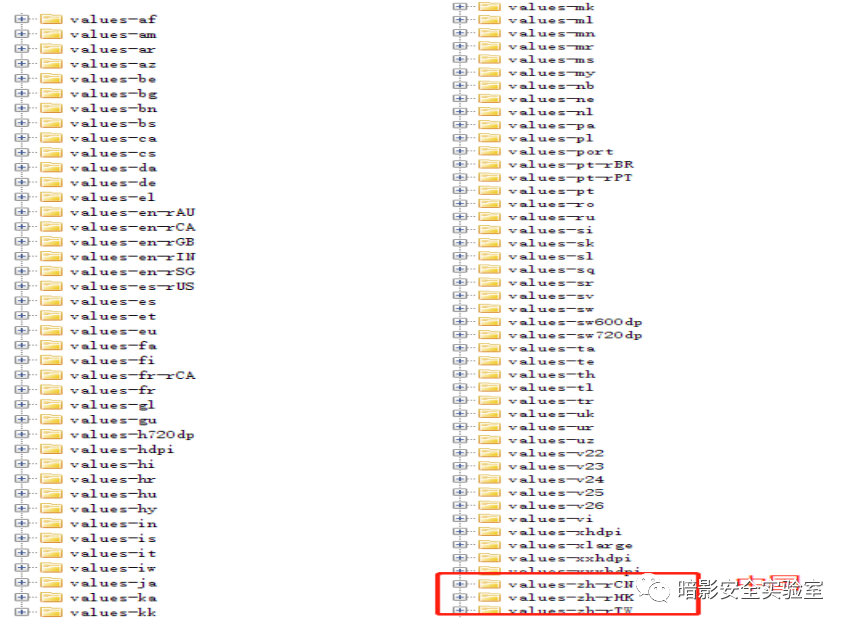 values-af
values-am
values-ar
values-az
values-be
values-bg
values-bn
values-bs
values-ca
values-cs
values-da
values-de
values-el
values-en-rAU
values-en-rCA
values-en-rGB
values-en-rIN
values-en-rSG
values-es-rUS
values-es
values-et
values-eu
values-fa
values-fi
values-fr-rCA
values-fr
values-gl
values-gu
values-h720dp
values-hdpi
values-hi
values-hr
values-hu
values-hy
values-in
values-is
values-it
values-iw
values-ja
values-ka
values-kk
values-mk
values-ml
values-mn
values-mr
values-ms
values-my
values-nb
values-ne
values-nl
values-pa
values-pl
values-port
values-pt-rBR
values-pt-rPT
values-pt
values-ro
values-ru
values-si
values-sk
values-sl
values-sq
values-sr
values-sv
values-sw
values-sw600dp
values-sw720dp
values-ta
values-te
values-th
values-tl
values-tr
values-uk
values-ur
values-uz
values-v22
values-v23
values-v24
values-v25
values-v26
values-vi
values-xhdpi
values-xlarge
values-xxhdpi
values-xxxhdpi
values-zh-rCN
values-zh-rHK
values-zh-rTW
暗影安全实验室